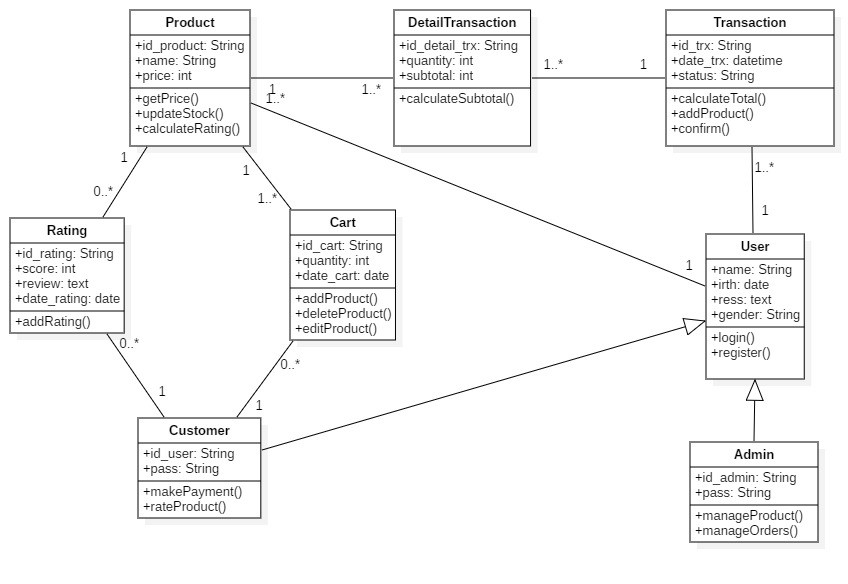 Product
+id_product: String
+name: String
+price: int
+getPrice()
+updateStock()
+calculateRating()
DetailTransaction
+id_detail_trx: String
+quantity: int
+subtotal: int
+calculateSubtotal()
Transaction
+id_trx: String
+date_trx: datetime
+status: String
+calculateTotal()
+addProduct()
+confirm()
1
1..*
1..*
1..*
1
1
0..*
1
1..*
1..*
1
1
Rating
+id_rating: String
+score: int
+review: text
+date_rating: date
+addRating()
Cart
+id_cart: String
+quantity: int
+date_cart: date
+addProduct()
+deleteProduct()
+editProduct()
User
+name: String
+irth: date
+ress: text
+gender: String
+login()
+register()
0..*
1
0..*
1
Customer
+id_user: String
+pass: String
+makePayment()
+rateProduct()
Admin
+id_admin: String
+pass: String
+manageProduct()
+manageOrders()